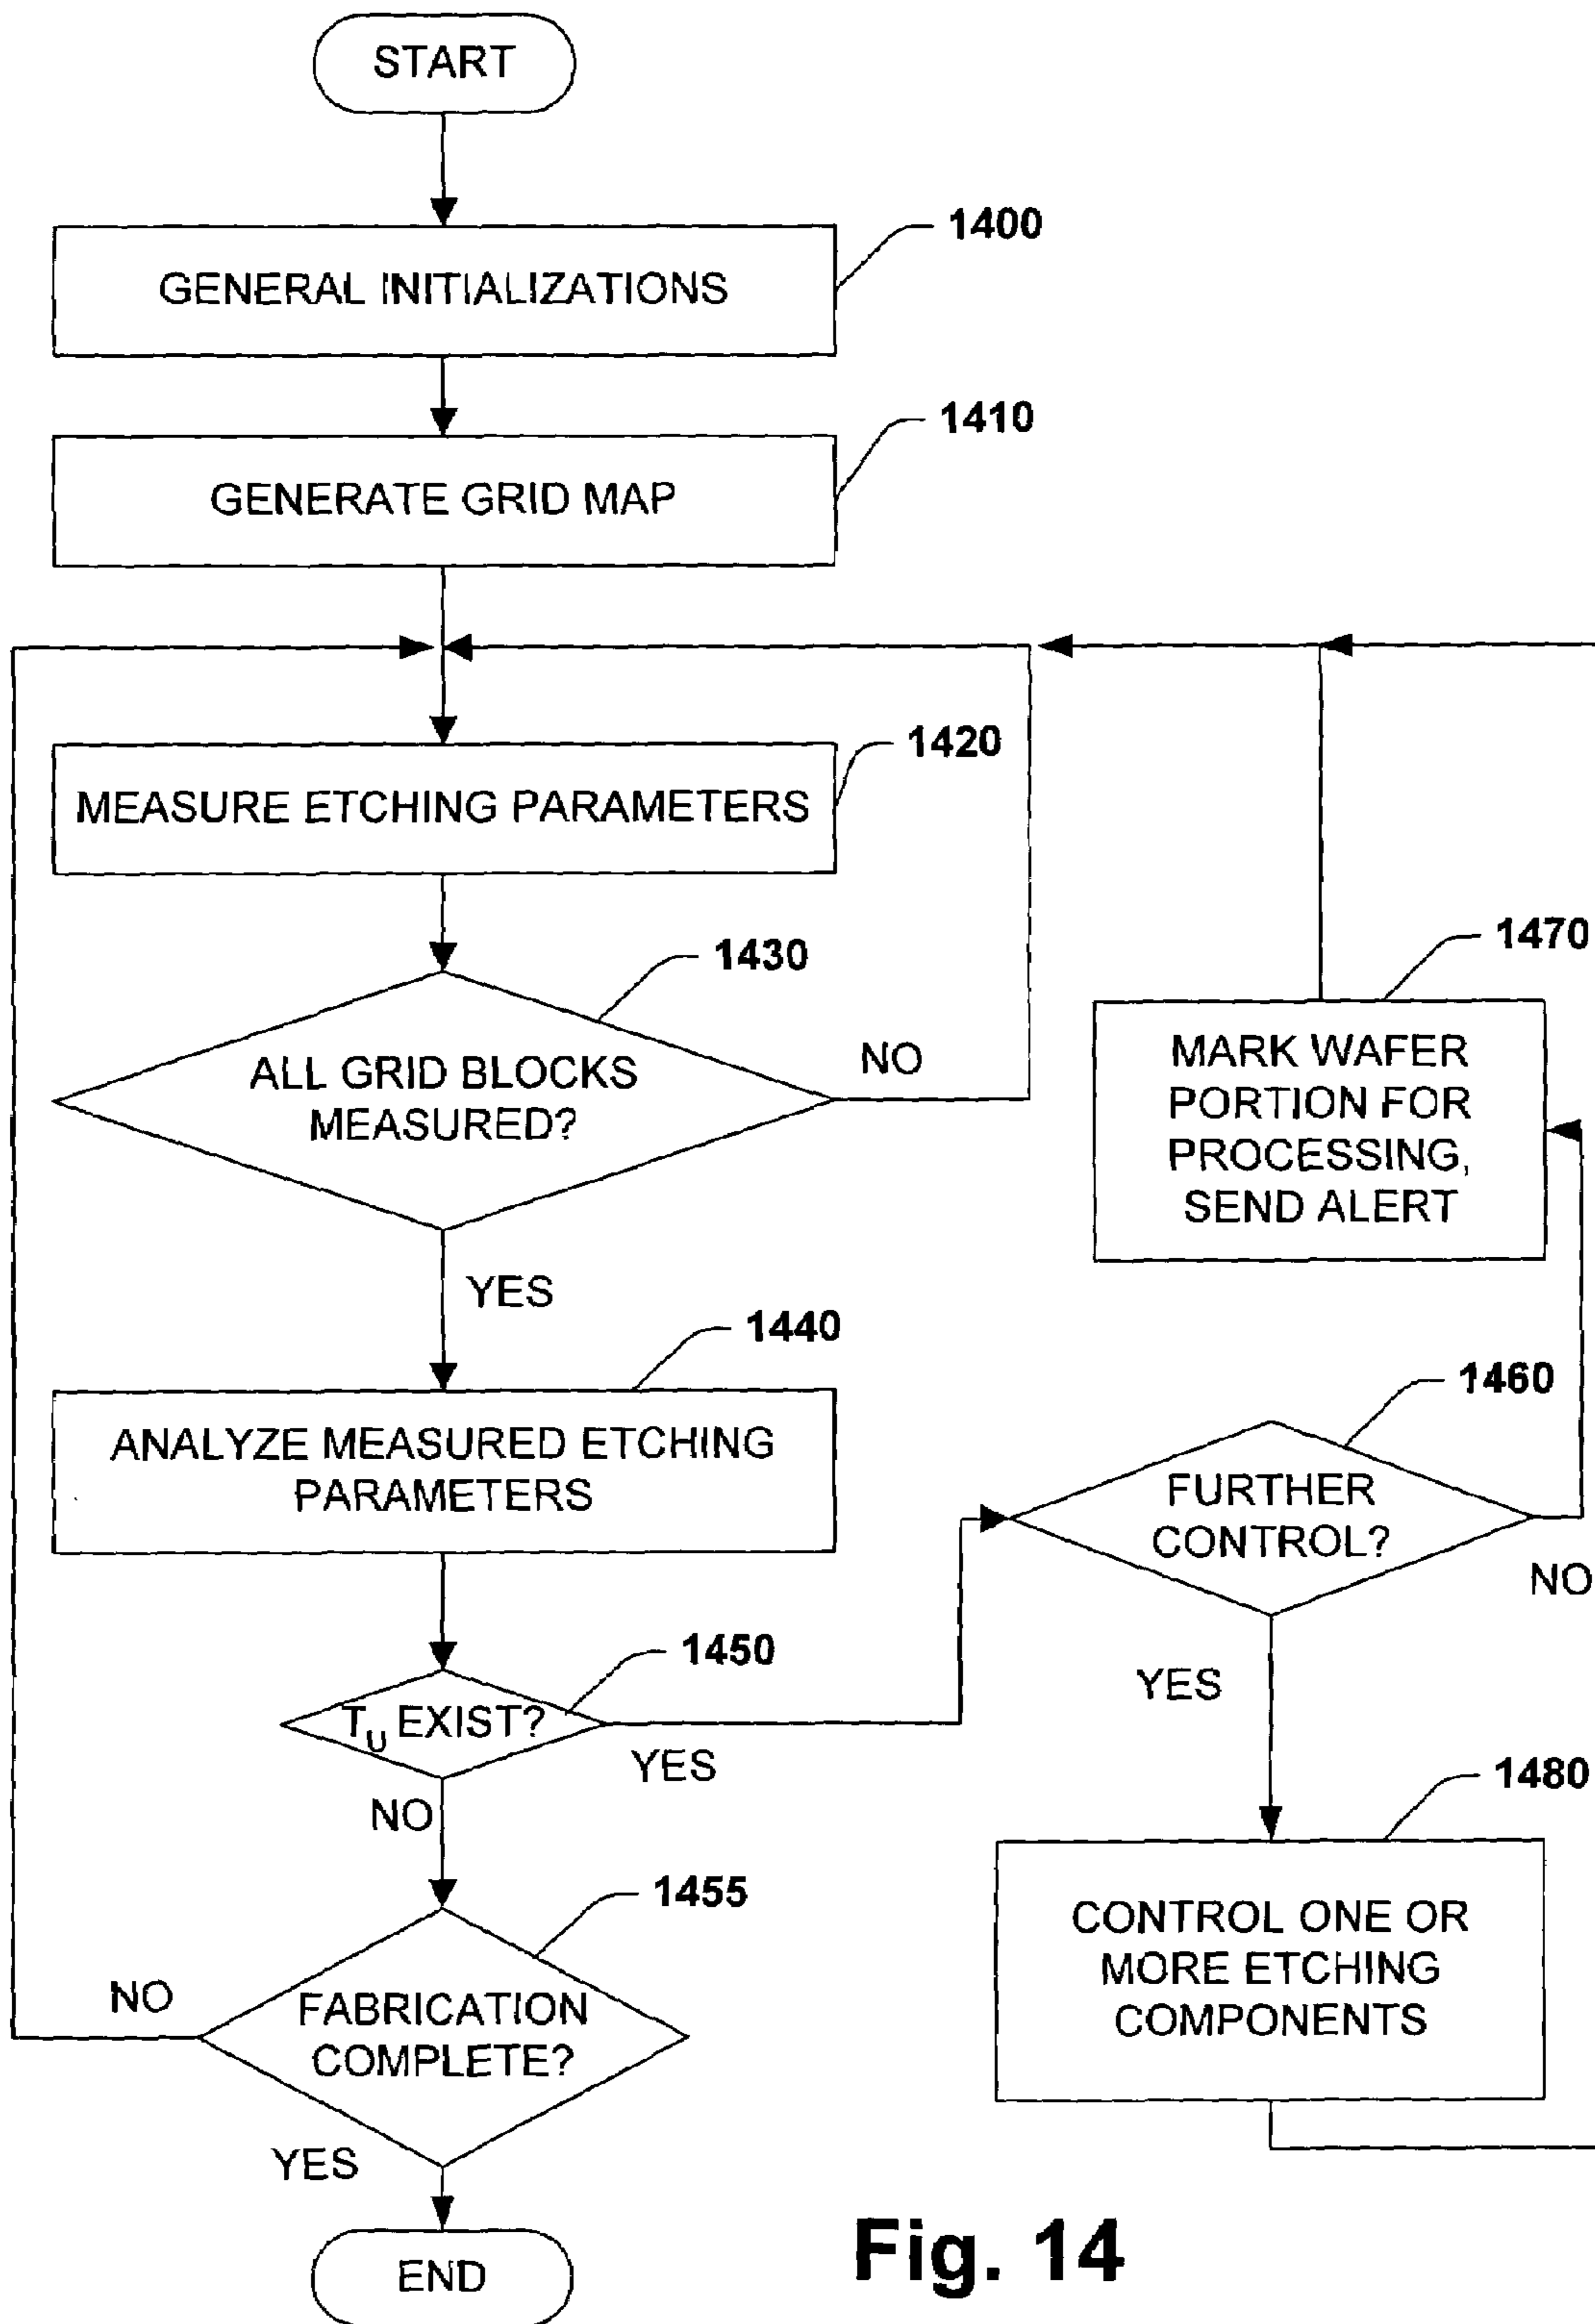 START
1400
GENERAL INITIALIZATIONS
1410
GENERATE GRID MAP
1420
MEASURE ETCHING PARAMETERS
1430
ALL GRID BLOCKS
MEASURED?
NO
YES
1440
ANALYZE MEASURED ETCHING
PARAMETERS
1450
TU EXIST?
YES
NO
1455
FABRICATION
COMPLETE?
NO
YES
END
1460
FURTHER
CONTROL?
NO
YES
1470
MARK WAFER
PORTION FOR
PROCESSING,
SEND ALERT
1480
CONTROL ONE OR
MORE ETCHING
COMPONENTS
Fig. 14